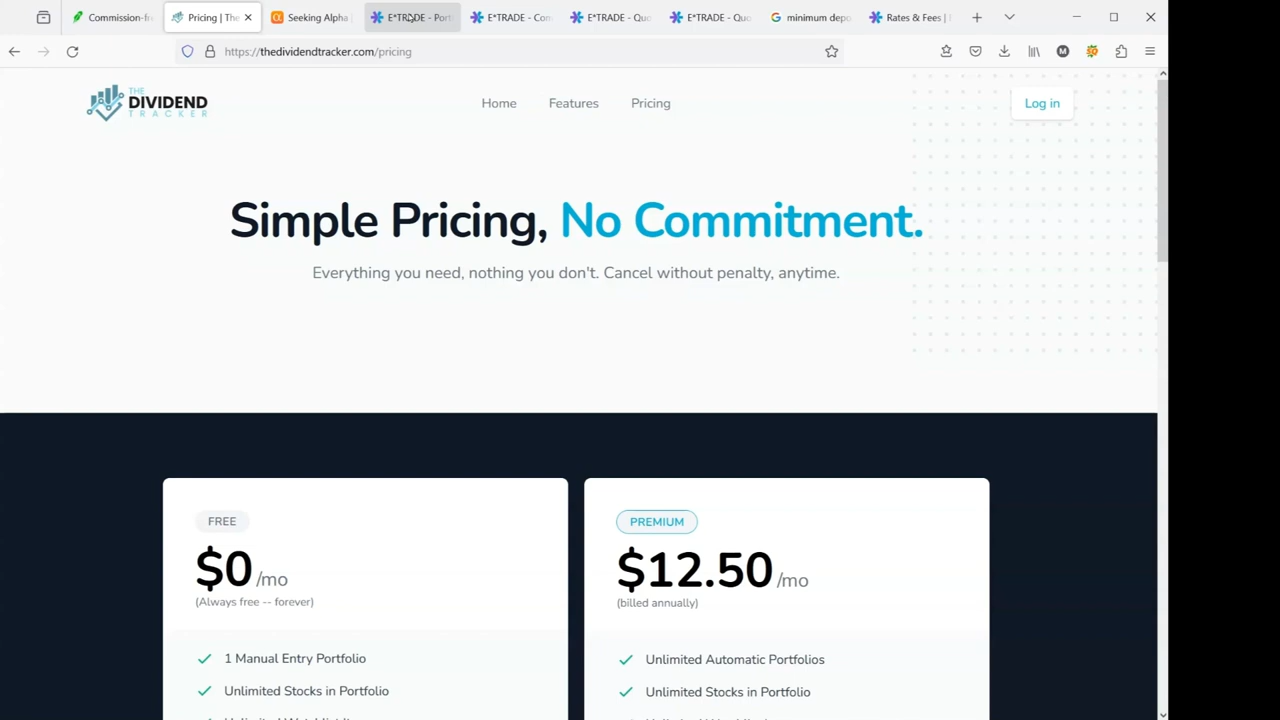 Commission-fr
Pricing | The
Seeking Alpha
E*TRADE - Port
E*TRADE - Com
E*TRADE - Quo
E*TRADE - Quo
minimum depo
Rates & Fees |
https://thedividendtracker.com/pricing
M
THE
DIVIDEND
TRACKER
Home
Features
Pricing
Log in
Simple Pricing, No Commitment.
Everything you need, nothing you don't. Cancel without penalty, anytime.
FREE
$0 /mo
(Always free -- forever)
1 Manual Entry Portfolio
Unlimited Stocks in Portfolio
PREMIUM
$12.50 /mo
(billed annually)
Unlimited Automatic Portfolios
Unlimited Stocks in Portfolio